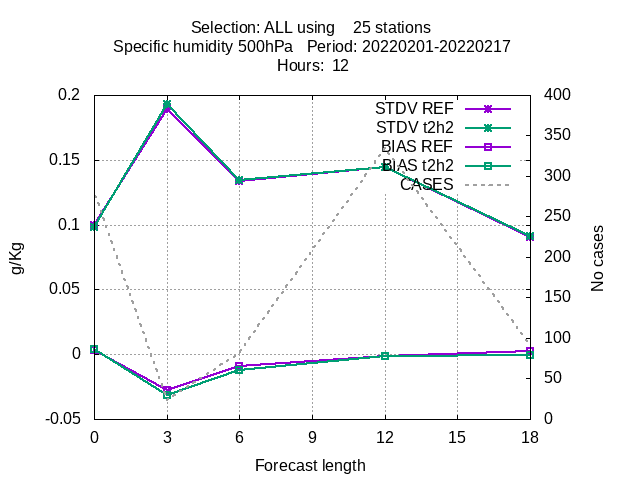 Selection: ALL using    25 stations
Specific humidity 500hPa   Period: 20220201-20220217
Hours:  12
STDV REF
STDV t2h2
BIAS REF
BIAS t2h2
CASES
0.2
0.15
0.1
0.05
0
-0.05
g/Kg
400
350
300
250
200
150
100
50
0
No cases
0 3 6 9 12 15 18
Forecast length